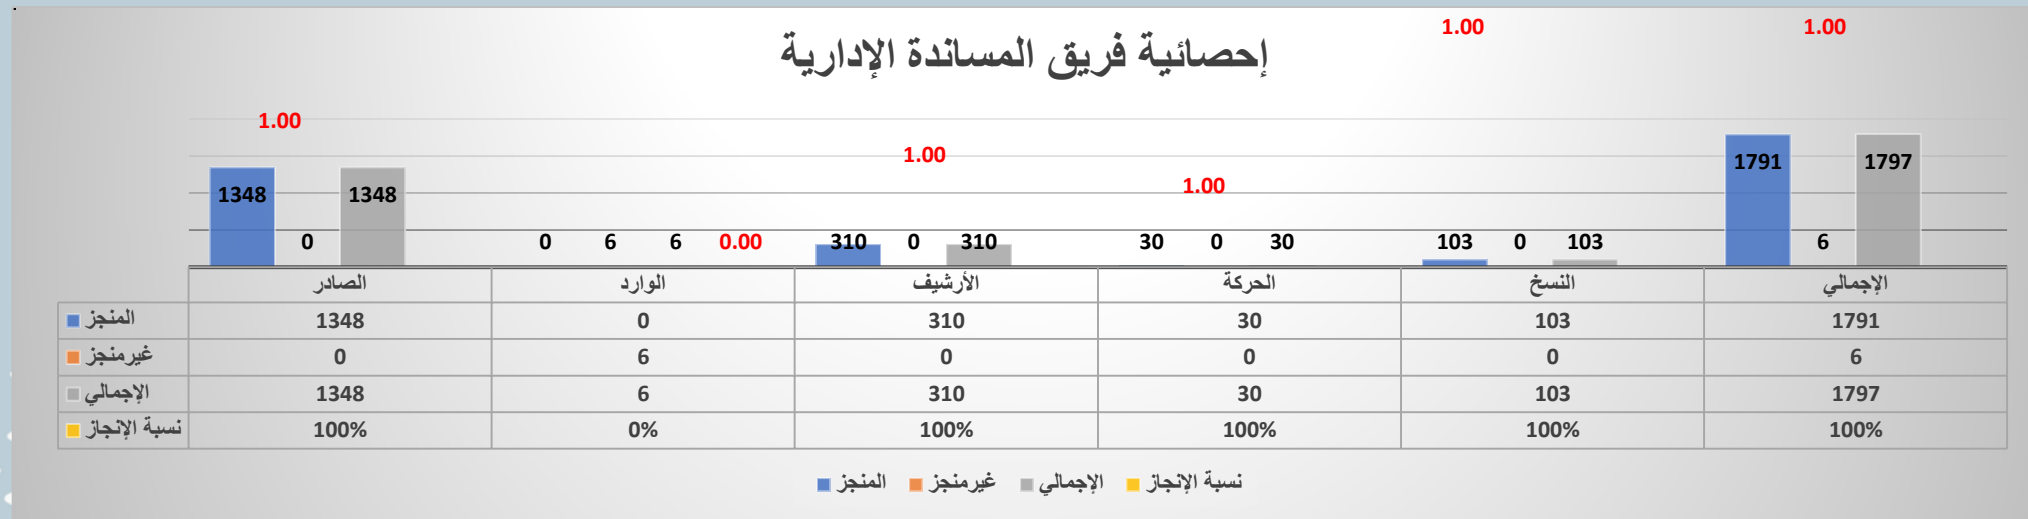 1.00 1.00
إحصائية فريق المساندة الإدارية
1.00
1.00
1.00
1348 0 1348
0 6 6 0.00
310 0 310
30 0 30
103 0 103
1791 6 1797
الصادر الوارد الأرشيف الحركة النسخ الإجمالي
المنجز 1348 0 310 30 103 1791
غيرمنجز 0 6 0 0 0 6
الإجمالي 1348 6 310 30 103 1797
نسبة الإنجاز 100% 0% 100% 100% 100% 100%
المنجز غيرمنجز الإجمالي نسبة الإنجاز